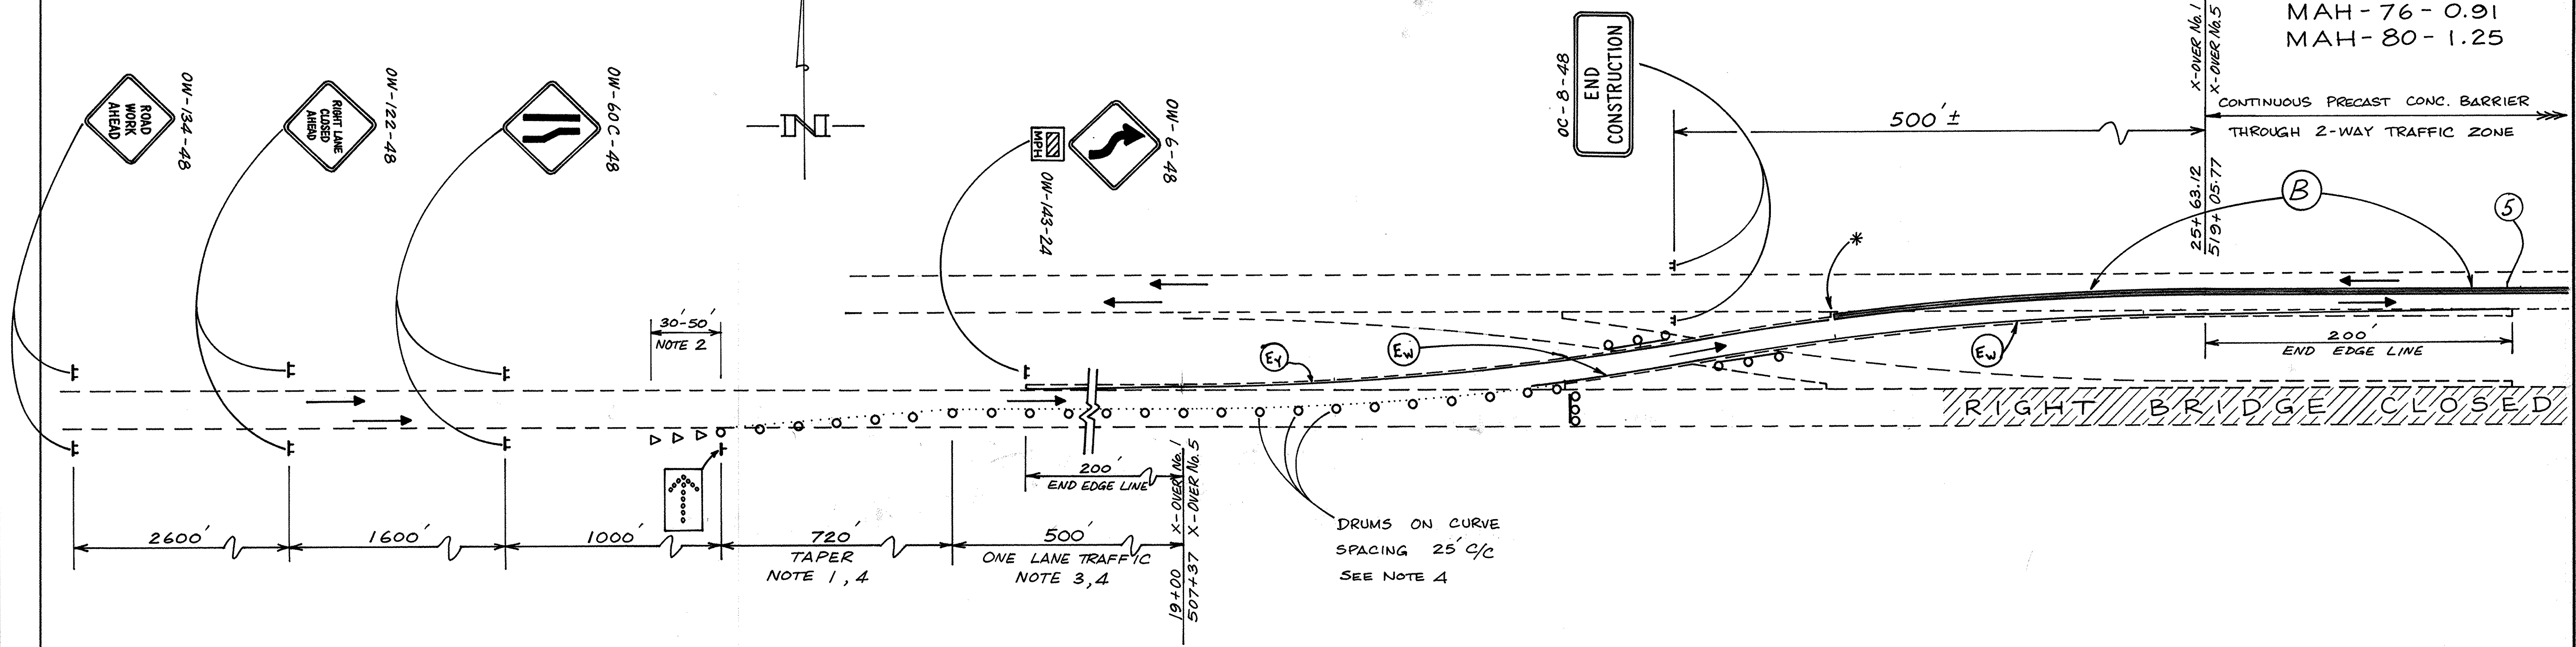 MAH-76-0.91
MAH-80-1.25
X-OVER No.1
X-OVER No.5
CONTINUOUS PRECAST CONC. BARRIER
THROUGH 2-WAY TRAFFIC ZONE
25+63.12
519+05.77
500'±
ROAD
WORK
AHEAD
OW-134-48
RIGHT LANE
CLOSED
AHEAD
OW-122-48
OW-60C-48
N
MPH
OW-143-24
OW-6-48
OC-8-48
END
CONSTRUCTION
B
5
*
30'-50'
NOTE 2
EY
EW
EW
200'
END EDGE LINE
RIGHT BRIDGE CLOSED
200'
END EDGE LINE
19+00 X-OVER No.1
507+37 X-OVER No.5
2600'
1600'
1000'
720'
TAPER
NOTE 1,4
500'
ONE LANE TRAFFIC
NOTE 3,4
DRUMS ON CURVE
SPACING 25' C/C
SEE NOTE 4